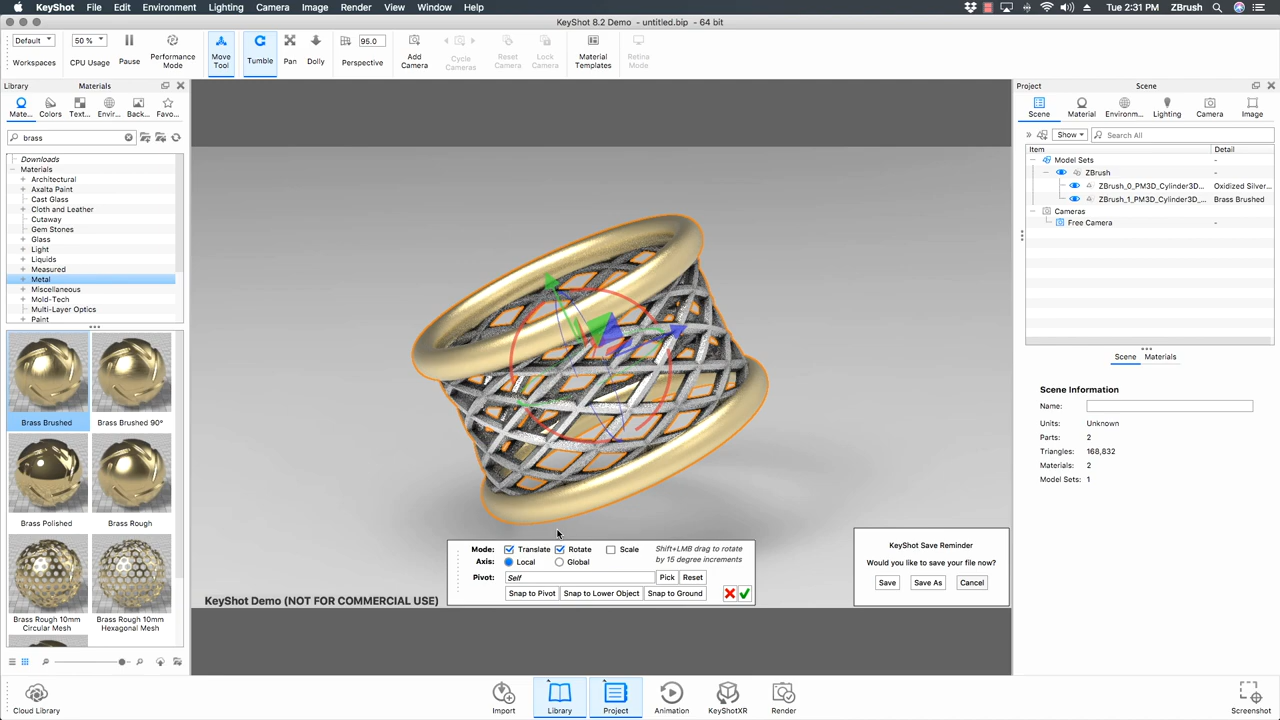 KeyShot File Edit Environment Lighting Camera Image Render View Window Help Tue 2:31 PM ZBrush
KeyShot 8.2 Demo - untitled.bip - 64 bit
Default 50 % 95.0
Workspaces CPU Usage Pause Performance Mode Move Tool Tumble Pan Dolly Perspective Add Camera Cycle Cameras Reset Camera Lock Camera Material Templates Retina Mode
Library Materials
Mate... Colors Text... Envir... Back... Favo...
brass
Downloads
Materials
Architectural
Axalta Paint
Cast Glass
Cloth and Leather
Cutaway
Gem Stones
Glass
Light
Liquids
Measured
Metal
Miscellaneous
Mold-Tech
Multi-Layer Optics
Paint
Brass Brushed Brass Brushed 90°
Brass Polished Brass Rough
Brass Rough 10mm Circular Mesh Brass Rough 10mm Hexagonal Mesh
Mode: Translate Rotate Scale Shift+LMB drag to rotate by 15 degree increments
Axis: Local Global
Pivot: Self Pick Reset
Snap to Pivot Snap to Lower Object Snap to Ground
KeyShot Demo (NOT FOR COMMERCIAL USE)
KeyShot Save Reminder
Would you like to save your file now?
Save Save As Cancel
Project Scene
Scene Material Environm... Lighting Camera Image
» Show Search All
Item Detail
Model Sets -
ZBrush -
ZBrush_0_PM3D_Cylinder3D... Oxidized Silver...
ZBrush_1_PM3D_Cylinder3D_... Brass Brushed
Cameras -
Free Camera -
Scene Materials
Scene Information
Name:
Units: Unknown
Parts: 2
Triangles: 168,832
Materials: 2
Model Sets: 1
Cloud Library Import Library Project Animation KeyShotXR Render Screenshot